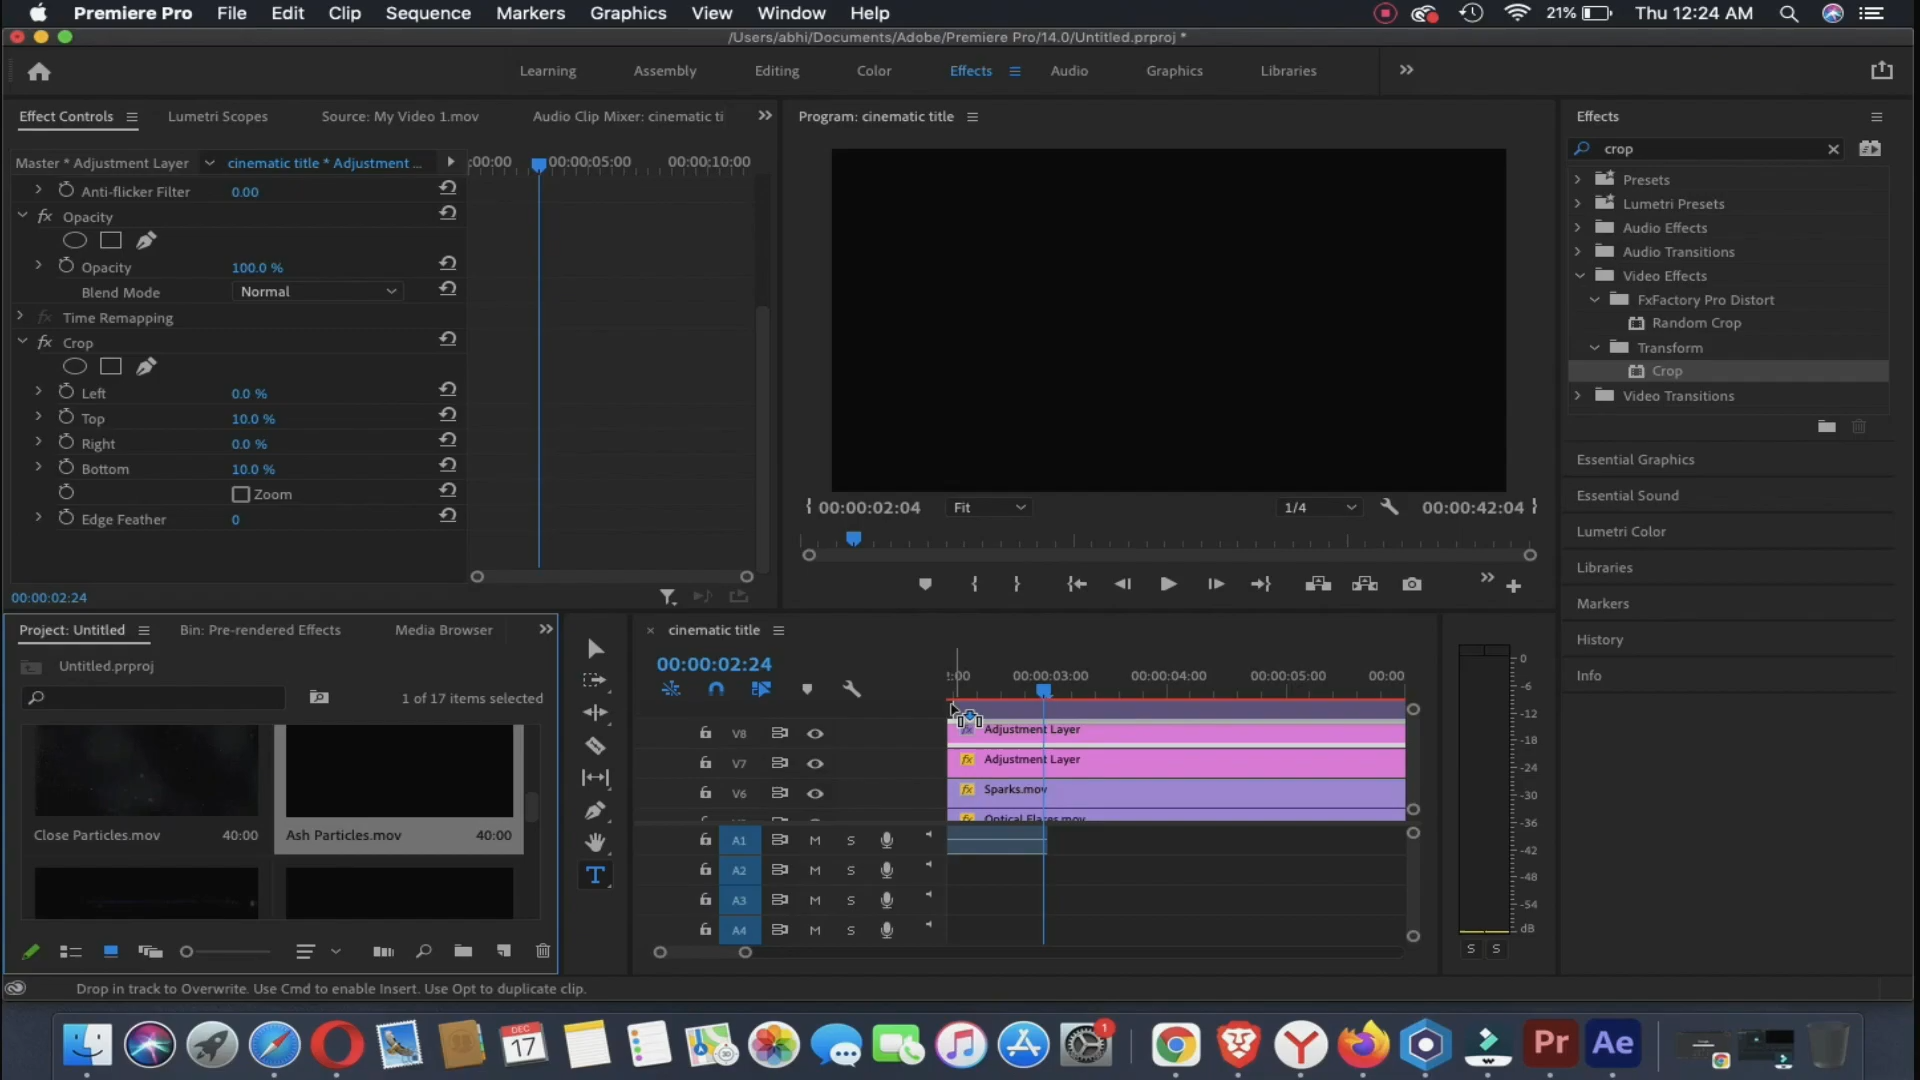 Premiere Pro File Edit Clip Sequence Markers Graphics View Window Help 21% Thu 12:24 AM
/Users/abhi/Documents/Adobe/Premiere Pro/14.0/Untitled.prproj *
Learning Assembly Editing Color Effects Audio Graphics Libraries
Effect Controls Lumetri Scopes Source: My Video 1.mov Audio Clip Mixer: cinematic ti
Program: cinematic title
Effects
Master * Adjustment Layer cinematic title * Adjustment ... ;00:00 00:00:05:00 00:00:10:00
Anti-flicker Filter 0.00
fx Opacity
Opacity 100.0 %
Blend Mode Normal
fx Time Remapping
fx Crop
Left 0.0 %
Top 10.0 %
Right 0.0 %
Bottom 10.0 %
Zoom
Edge Feather 0
00:00:02:24
00:00:02:04 Fit 1/4 00:00:42:04
crop
Presets
Lumetri Presets
Audio Effects
Audio Transitions
Video Effects
FxFactory Pro Distort
Random Crop
Transform
Crop
Video Transitions
Essential Graphics
Essential Sound
Lumetri Color
Libraries
Markers
History
Info
Project: Untitled Bin: Pre-rendered Effects Media Browser
Untitled.prproj
1 of 17 items selected
Close Particles.mov 40:00
Ash Particles.mov 40:00
T
× cinematic title
00:00:02:24
:00 00:00:03:00 00:00:04:00 00:00:05:00 00:00
V8 fx Adjustment Layer
V7 fx Adjustment Layer
V6 fx Sparks.mov
Optical Flares.mov
A1 M S
A2 M S
A3 M S
A4 M S
0
-6
-12
-18
-24
-30
-36
-42
-48
-54
dB
S S
Drop in track to Overwrite. Use Cmd to enable Insert. Use Opt to duplicate clip.
DEC
17
1
Pr
Ae